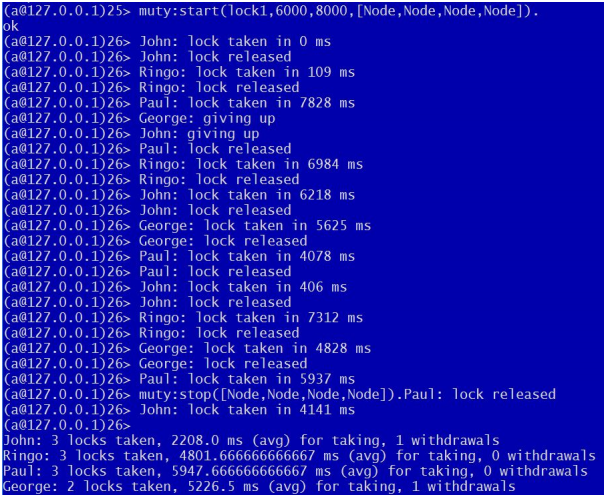 (a@127.0.0.1)25> muty:start(lock1,6000,8000,[Node,Node,Node,Node]).
ok
(a@127.0.0.1)26> John: lock taken in 0 ms
(a@127.0.0.1)26> John: lock released
(a@127.0.0.1)26> Ringo: lock taken in 109 ms
(a@127.0.0.1)26> Ringo: lock released
(a@127.0.0.1)26> Paul: lock taken in 7828 ms
(a@127.0.0.1)26> George: giving up
(a@127.0.0.1)26> John: giving up
(a@127.0.0.1)26> Paul: lock released
(a@127.0.0.1)26> Ringo: lock taken in 6984 ms
(a@127.0.0.1)26> Ringo: lock released
(a@127.0.0.1)26> John: lock taken in 6218 ms
(a@127.0.0.1)26> John: lock released
(a@127.0.0.1)26> George: lock taken in 5625 ms
(a@127.0.0.1)26> George: lock released
(a@127.0.0.1)26> Paul: lock taken in 4078 ms
(a@127.0.0.1)26> Paul: lock released
(a@127.0.0.1)26> John: lock taken in 406 ms
(a@127.0.0.1)26> John: lock released
(a@127.0.0.1)26> Ringo: lock taken in 7312 ms
(a@127.0.0.1)26> Ringo: lock released
(a@127.0.0.1)26> George: lock taken in 4828 ms
(a@127.0.0.1)26> George: lock released
(a@127.0.0.1)26> Paul: lock taken in 5937 ms
(a@127.0.0.1)26> muty:stop([Node,Node,Node,Node]).Paul: lock released
(a@127.0.0.1)26> John: lock taken in 4141 ms
(a@127.0.0.1)26>
John: 3 locks taken, 2208.0 ms (avg) for taking, 1 withdrawals
Ringo: 3 locks taken, 4801.666666666667 ms (avg) for taking, 0 withdrawals
Paul: 3 locks taken, 5947.666666666667 ms (avg) for taking, 0 withdrawals
George: 2 locks taken, 5226.5 ms (avg) for taking, 1 withdrawals